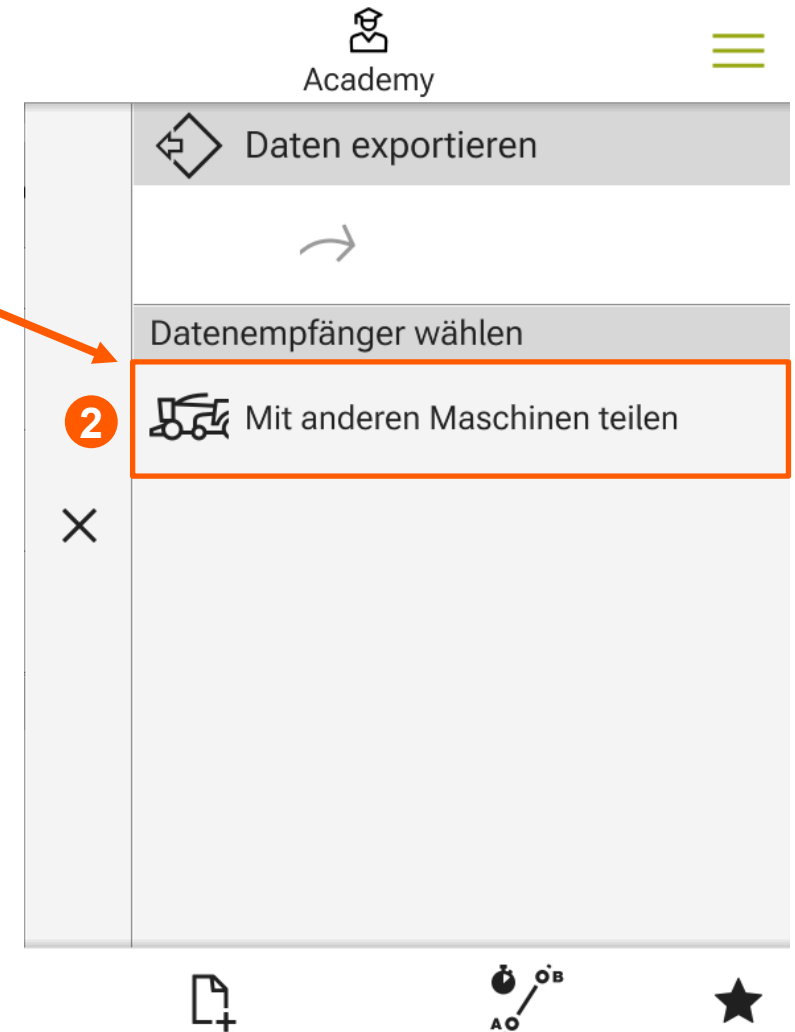 Academy
Daten exportieren
Datenempfänger wählen
2
Mit anderen Maschinen teilen
B
A